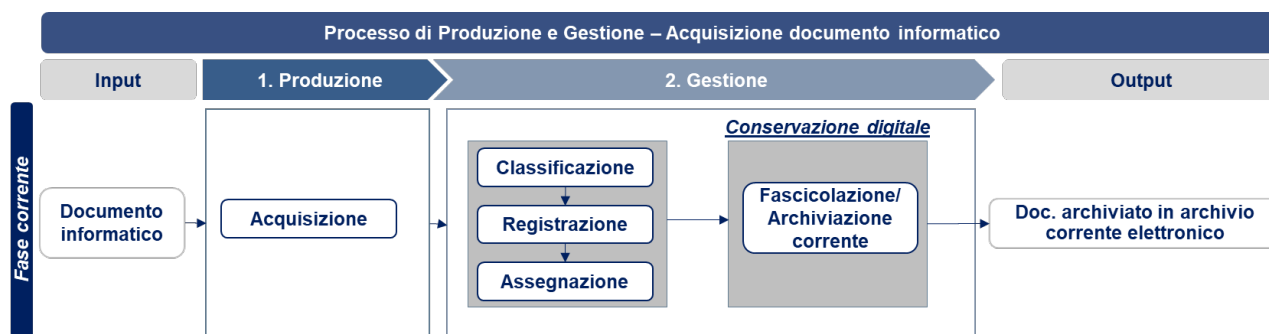 Processo di Produzione e Gestione – Acquisizione documento informatico
Input
1. Produzione
2. Gestione
Output
Fase corrente
Documento
informatico
Acquisizione
Classificazione
Registrazione
Assegnazione
Conservazione digitale
Fascicolazione/
Archiviazione
corrente
Doc. archiviato in archivio
corrente elettronico